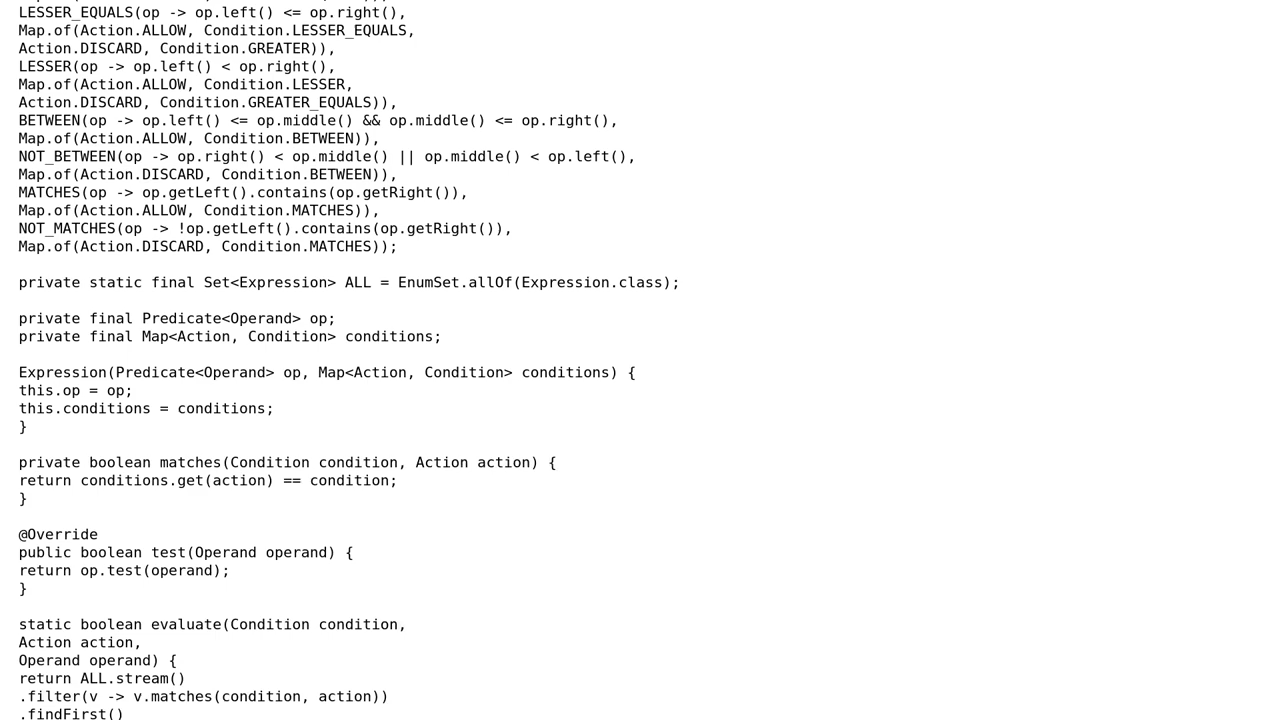 LESSER_EQUALS(op -> op.left() <= op.right(),
Map.of(Action.ALLOW, Condition.LESSER_EQUALS,
Action.DISCARD, Condition.GREATER)),
LESSER(op -> op.left() < op.right(),
Map.of(Action.ALLOW, Condition.LESSER,
Action.DISCARD, Condition.GREATER_EQUALS)),
BETWEEN(op -> op.left() <= op.middle() && op.middle() <= op.right(),
Map.of(Action.ALLOW, Condition.BETWEEN)),
NOT_BETWEEN(op -> op.right() < op.middle() || op.middle() < op.left(),
Map.of(Action.DISCARD, Condition.BETWEEN)),
MATCHES(op -> op.getLeft().contains(op.getRight()),
Map.of(Action.ALLOW, Condition.MATCHES)),
NOT_MATCHES(op -> !op.getLeft().contains(op.getRight()),
Map.of(Action.DISCARD, Condition.MATCHES));
private static final Set<Expression> ALL = EnumSet.allOf(Expression.class);
private final Predicate<Operand> op;
private final Map<Action, Condition> conditions;
Expression(Predicate<Operand> op, Map<Action, Condition> conditions) {
this.op = op;
this.conditions = conditions;
}
private boolean matches(Condition condition, Action action) {
return conditions.get(action) == condition;
}
@Override
public boolean test(Operand operand) {
return op.test(operand);
}
static boolean evaluate(Condition condition,
Action action,
Operand operand) {
return ALL.stream()
.filter(v -> v.matches(condition, action))
.findFirst()